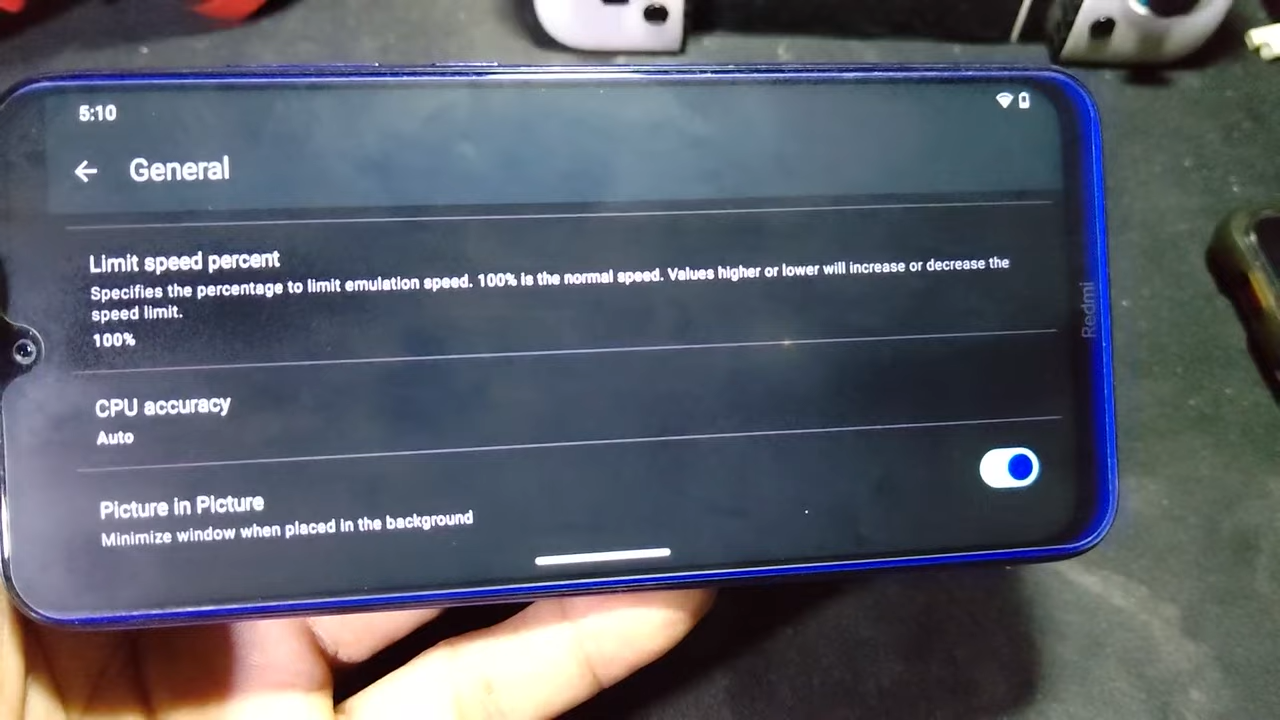 5:10
General
Limit speed percent
Specifies the percentage to limit emulation speed. 100% is the normal speed. Values higher or lower will increase or decrease the
speed limit.
100%
CPU accuracy
Auto
Picture in Picture
Minimize window when placed in the background
Redmi